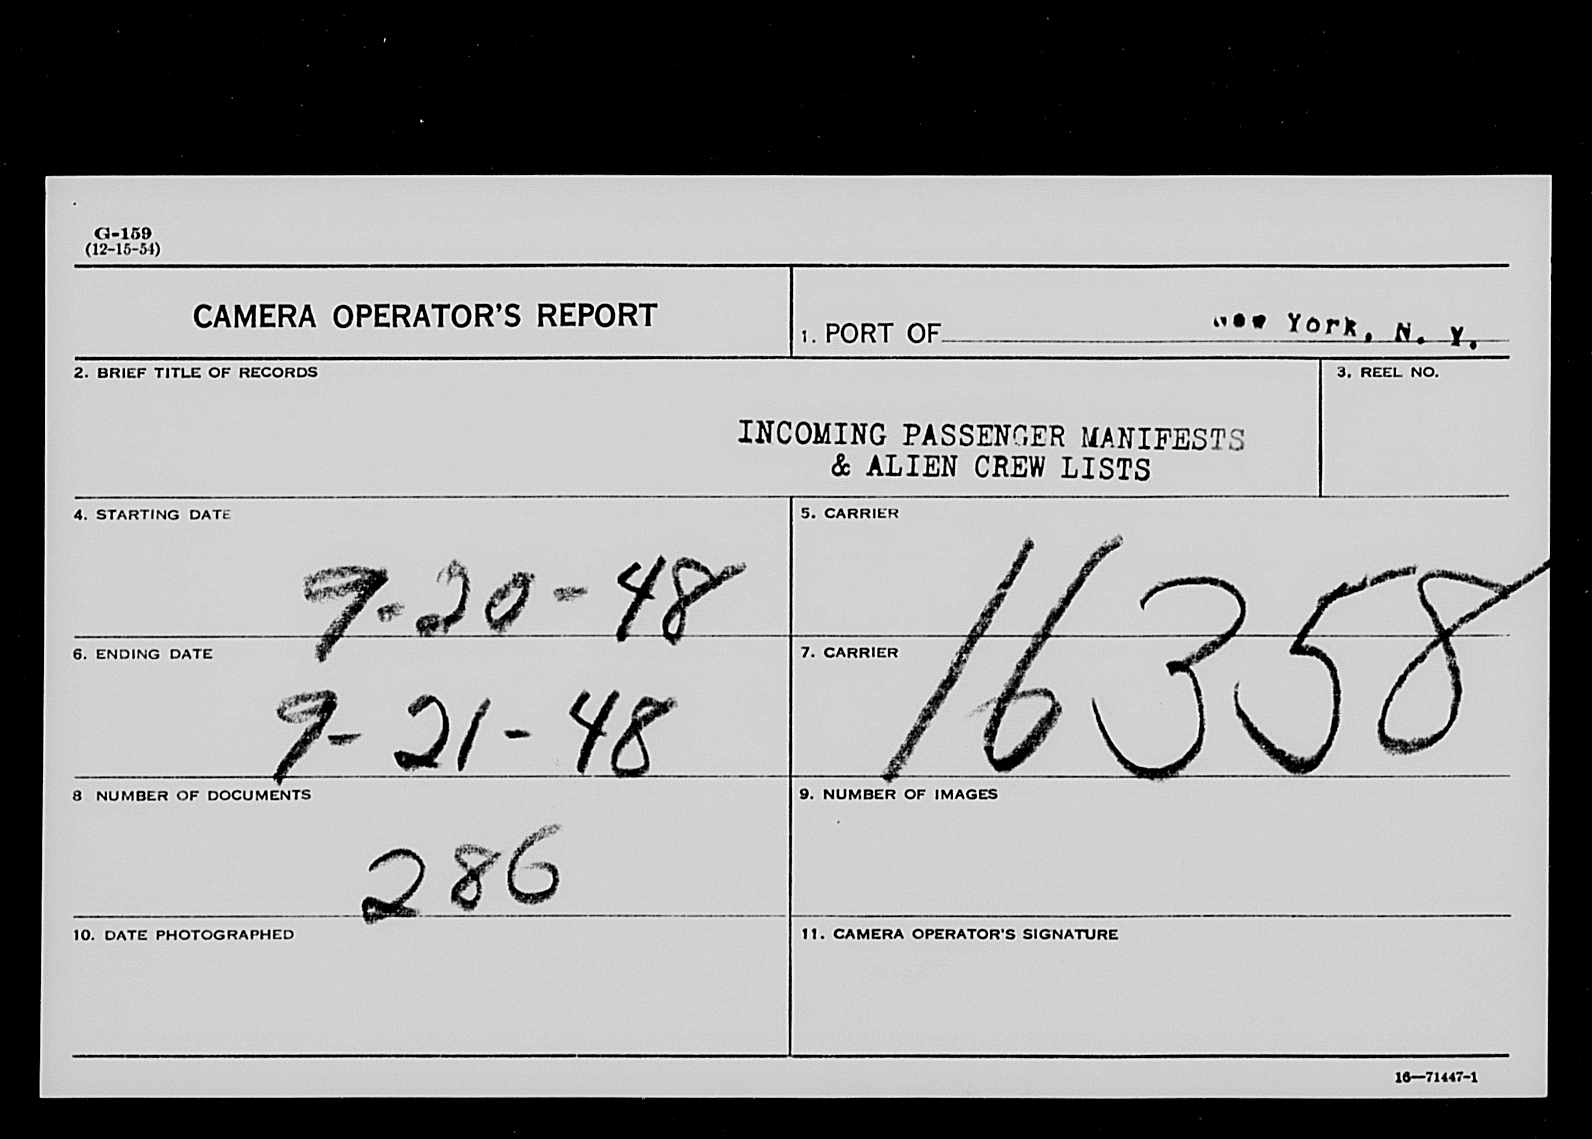 G-159
(12-15-54)
CAMERA OPERATOR'S REPORT
1. PORT OF New York, N. Y.
2. BRIEF TITLE OF RECORDS
3. REEL NO.
INCOMING PASSENGER MANIFESTS
& ALIEN CREW LISTS
4. STARTING DATE
9-20-48
5. CARRIER
16358
6. ENDING DATE
9-21-48
7. CARRIER
8 NUMBER OF DOCUMENTS
286
9. NUMBER OF IMAGES
10. DATE PHOTOGRAPHED
11. CAMERA OPERATOR'S SIGNATURE
16—71447-1